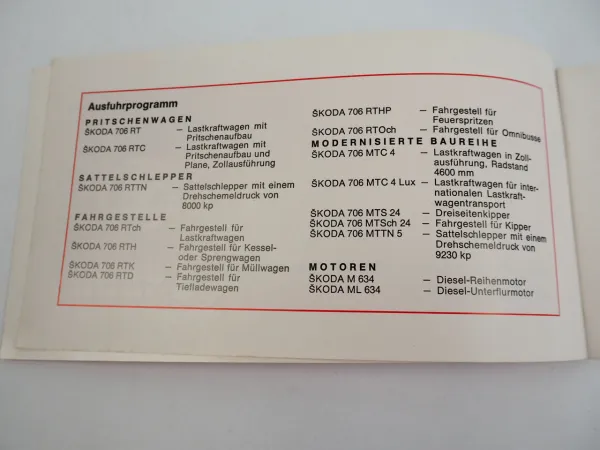 Ausfuhrprogramm
PRITSCHENWAGEN
ŠKODA 706 RT – Lastkraftwagen mit
Pritschenaufbau
ŠKODA 706 RTC – Lastkraftwagen mit
Pritschenaufbau und
Plane, Zollausführung
SATTELSCHLEPPER
ŠKODA 706 RTTN – Sattelschlepper mit einem
Drehschemeldruck von
8000 kp
FAHRGESTELLE
ŠKODA 706 RTch – Fahrgestell für
Lastkraftwagen
ŠKODA 706 RTH – Fahrgestell für Kessel-
oder Sprengwagen
ŠKODA 706 RTK – Fahrgestell für Müllwagen
ŠKODA 706 RTD – Fahrgestell für
Tiefladewagen
ŠKODA 706 RTHP – Fahrgestell für
Feuerspritzen
ŠKODA 706 RTOch – Fahrgestell für Omnibusse
MODERNISIERTE BAUREIHE
ŠKODA 706 MTC 4 – Lastkraftwagen in Zoll-
ausführung, Radstand
4600 mm
ŠKODA 706 MTC 4 Lux – Lastkraftwagen für inter-
nationalen Lastkraft-
wagentransport
ŠKODA 706 MTS 24 – Dreiseitenkipper
ŠKODA 706 MTSch 24 – Fahrgestell für Kipper
ŠKODA 706 MTTN 5 – Sattelschlepper mit einem
Drehschemeldruck von
9230 kp
MOTOREN
ŠKODA M 634 – Diesel-Reihenmotor
ŠKODA ML 634 – Diesel-Unterflurmotor